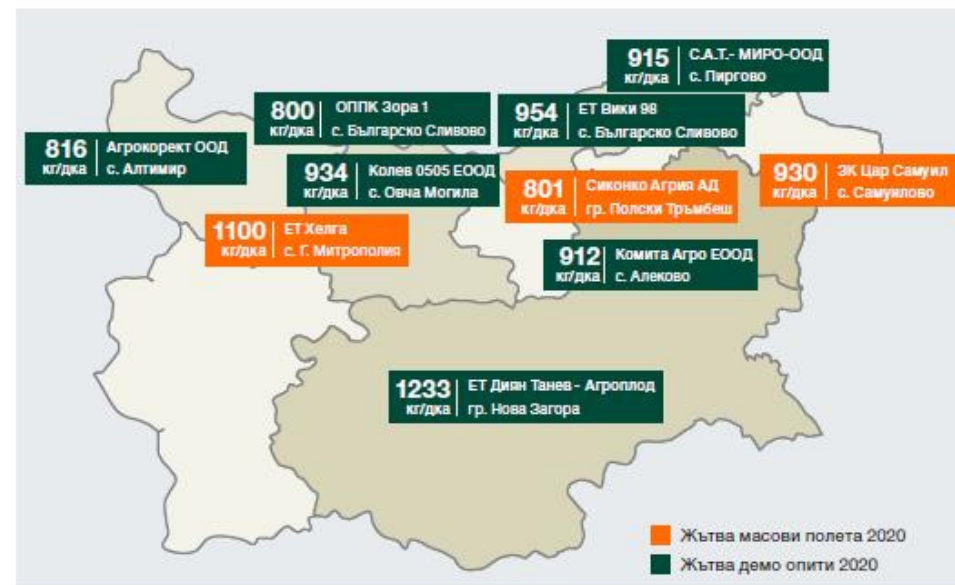 915 С.А.Т.- МИРО-ООД
кг/дка с. Пиргово
800 ОППК Зора 1
кг/дка с. Българско Сливово
954 ЕТ Вики 98
кг/дка с. Българско Сливово
816 Агрокорект ООД
кг/дка с. Алтимир
934 Колев 0505 ЕООД
кг/дка с. Овча Могила
801 Сиконко Агрия АД
кг/дка гр. Полски Тръмбеш
930 ЗК Цар Самуил
кг/дка с. Самуилово
1100 ЕТ Хелга
кг/дка с. Г. Митрополия
912 Комита Агро ЕООД
кг/дка с. Алеково
1233 ЕТ Диян Танев - Агроплод
кг/дка гр. Нова Загора
Жътва масови полета 2020
Жътва демо опити 2020